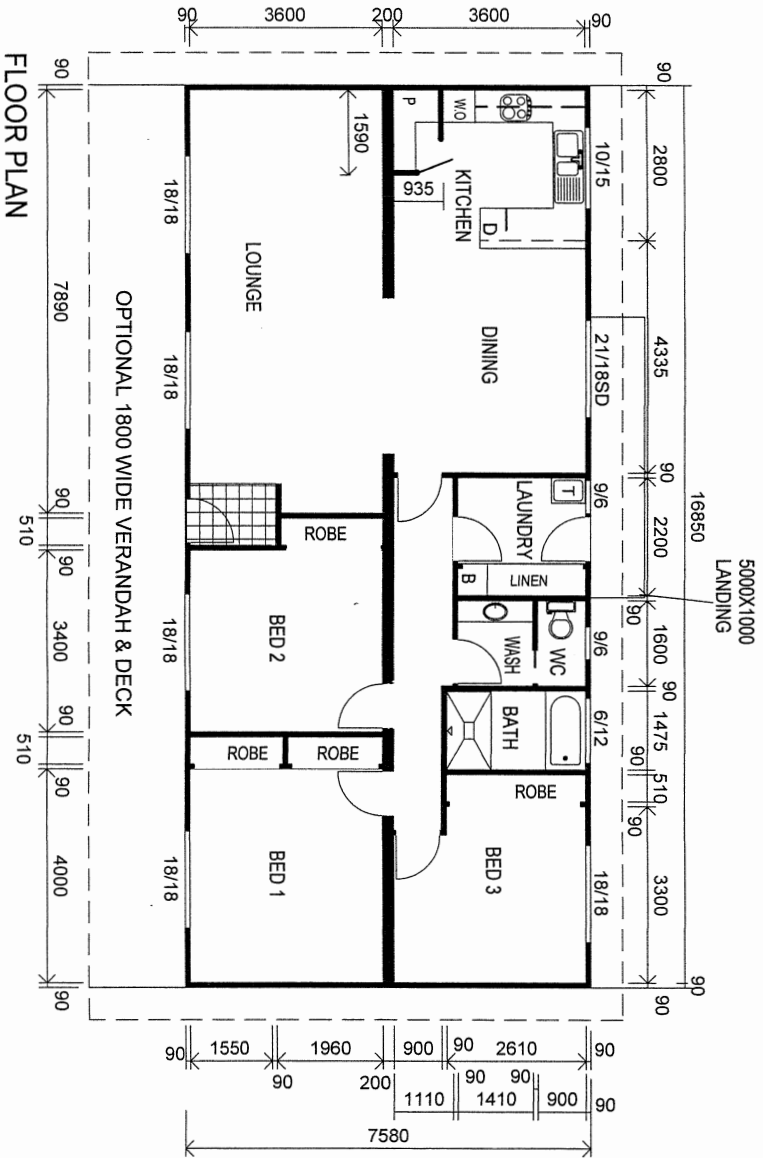 90 3600 200 3600 90
90 2800 4335 90 2200 90 1600 90 1475 90 510 90 3300 90
90 16850 90
5000X1000
LANDING
10/15
21/18SD
9/6
9/6
6/12
18/18
P
W.O
KITCHEN
935
1590
D
DINING
LOUNGE
T
LAUNDRY
B
LINEN
WASH
WC
BATH
ROBE
BED 3
ROBE
BED 2
ROBE
ROBE
BED 1
18/18
18/18
18/18
18/18
OPTIONAL 1800 WIDE VERANDAH & DECK
90 7890 90 510 90 3400 90 510 90 4000 90
90 1550 90 1960 200 900 90 2610 90
1110 90 1410 90 900 90
7580
FLOOR PLAN